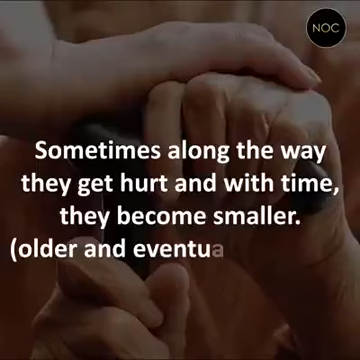 NOC
Sometimes along the way
they get hurt and with time,
they become smaller.
(older and eventua